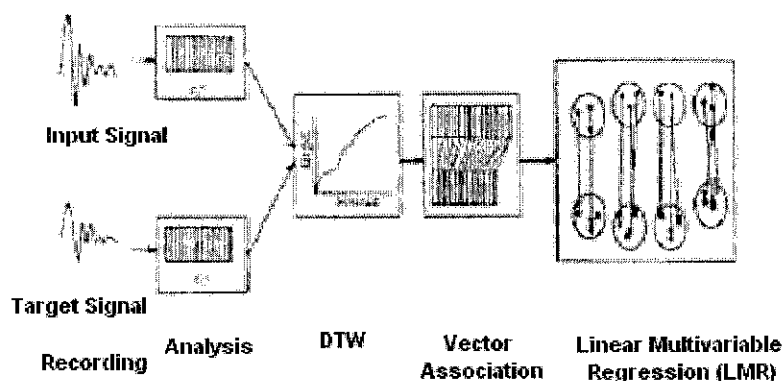 Input Signal
Target Signal
Recording
Analysis
DTW
Vector
Association
Linear Multivariable
Regression (LMR)